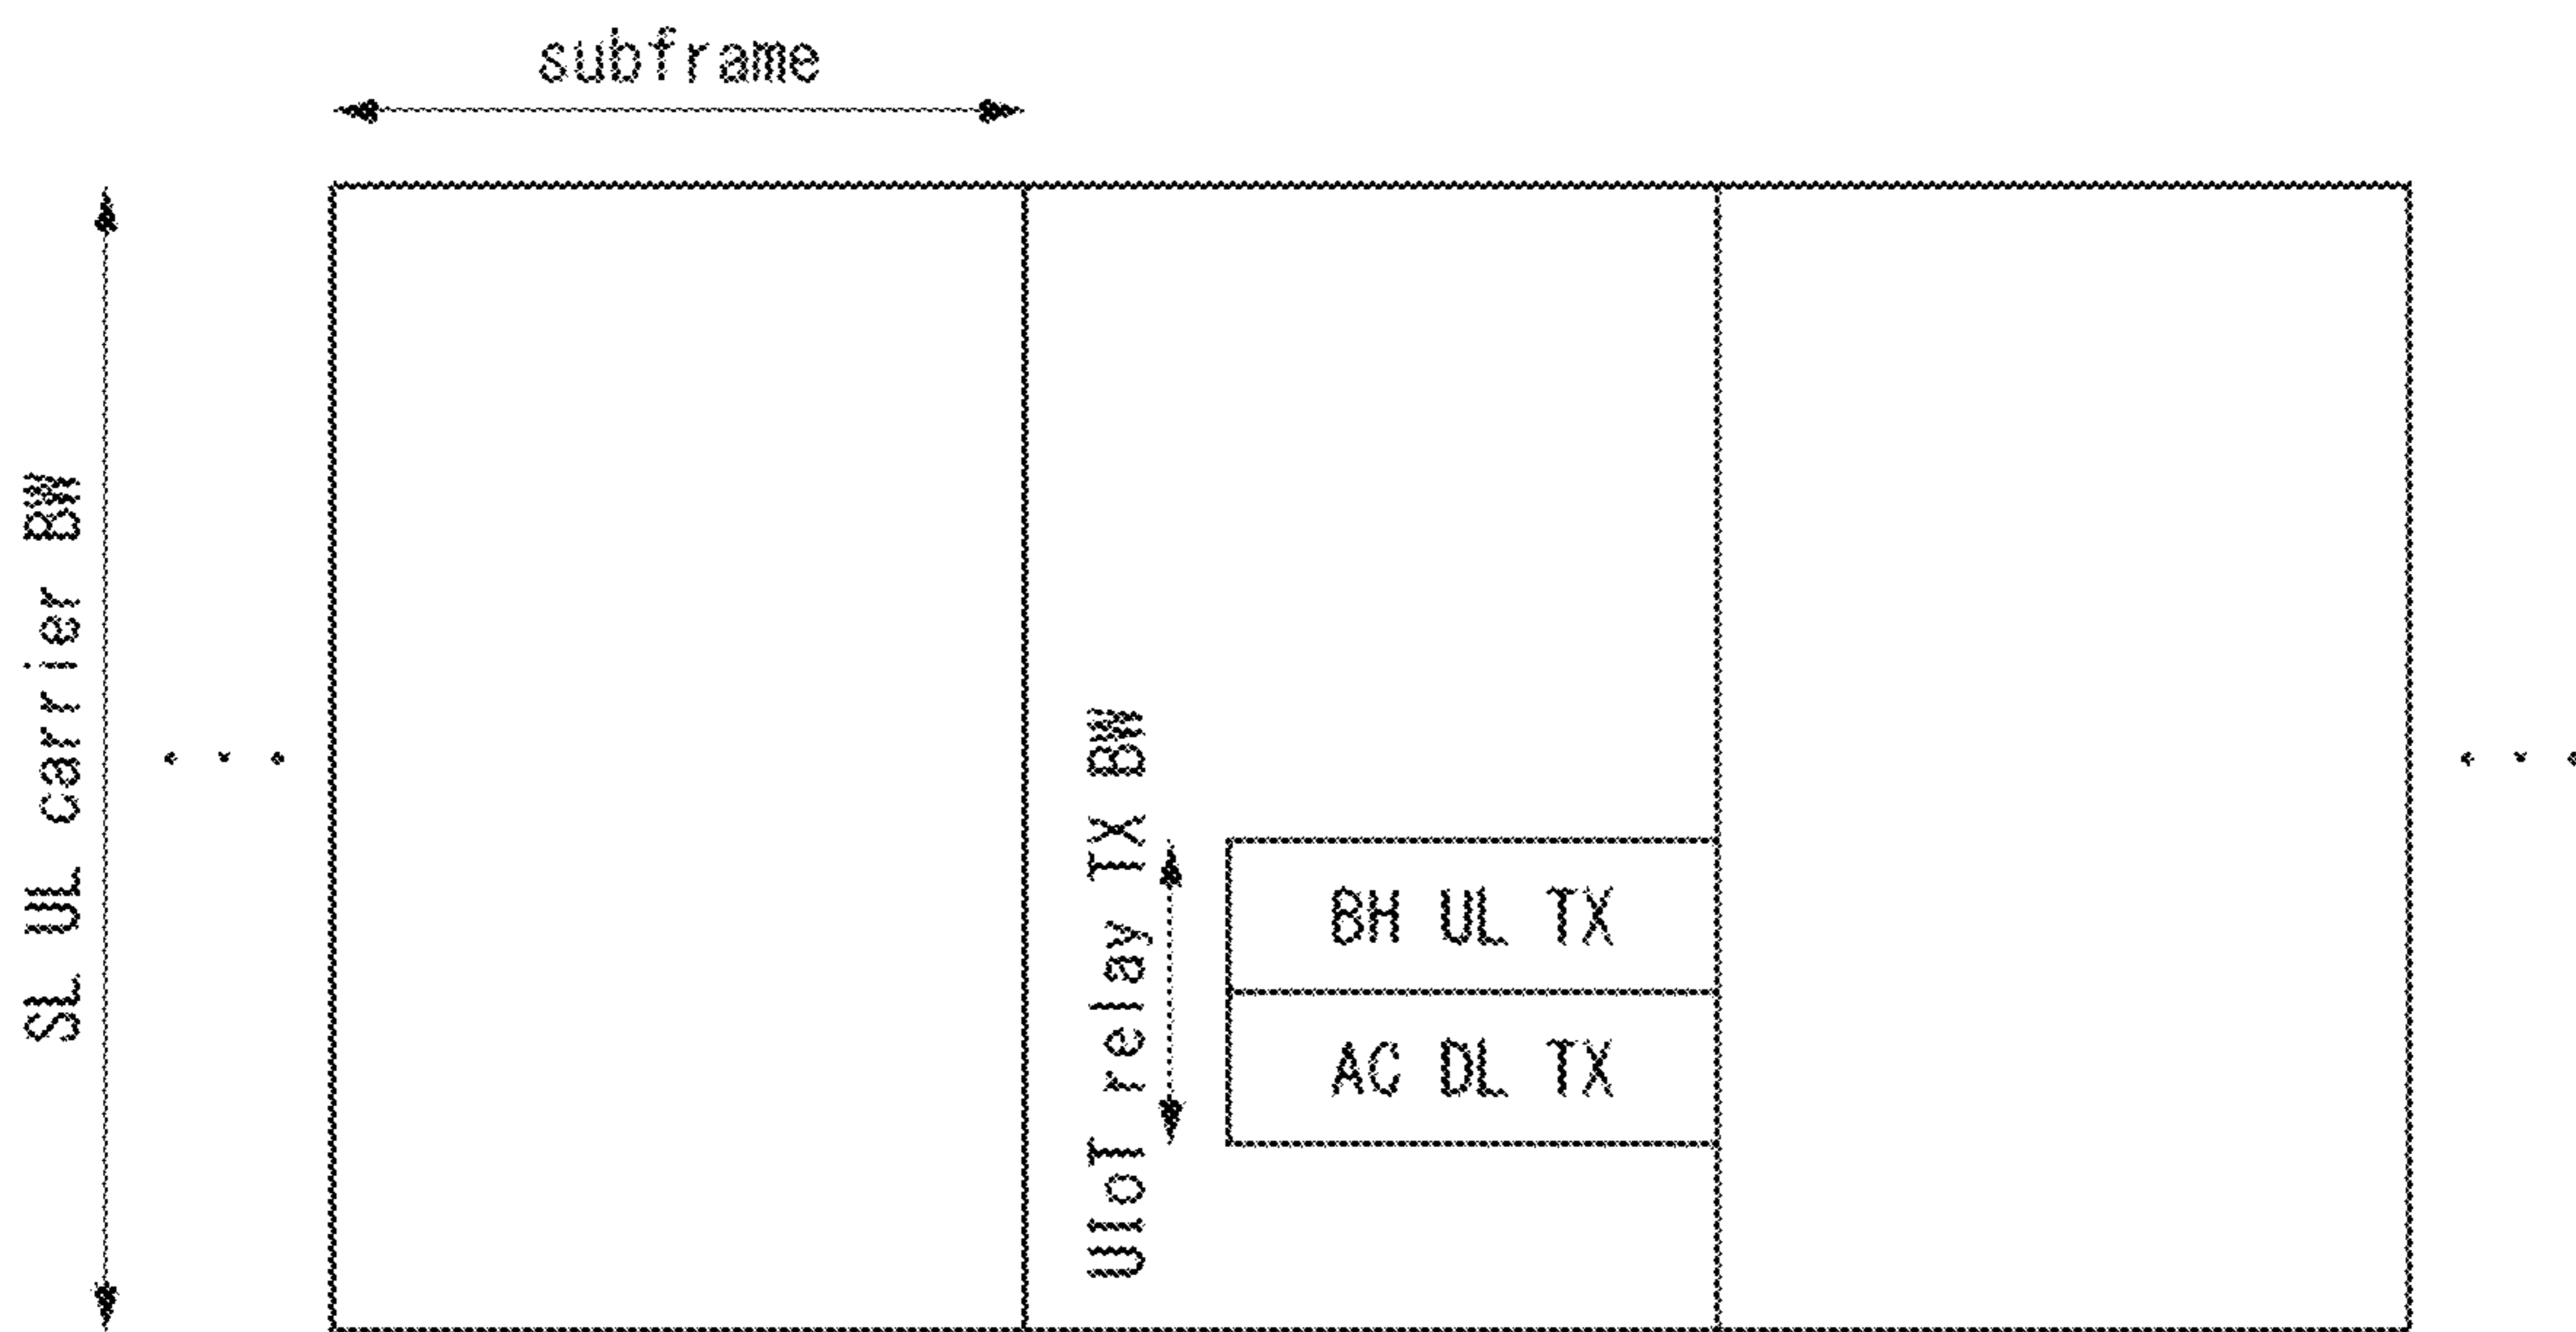 subframe
SL UL carrier BW
UIoT relay TX BW
BH UL TX
AC DL TX